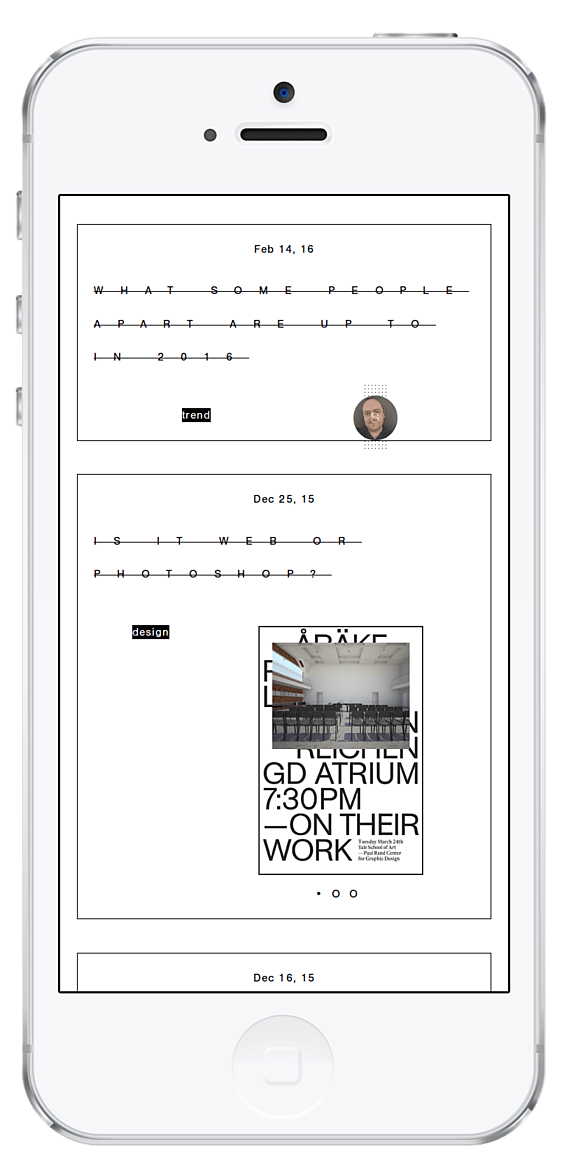 Feb 14, 16
WHAT SOME PEOPLE
APART ARE UP TO
IN 2016
trend
Dec 25, 15
IS IT WEB OR
PHOTOSHOP?
design
ÅBÄKE
N
REICHEN
GD ATRIUM
7:30PM
—ON THEIR
WORK
Tuesday March 24th
Yale School of Art
—Paul Rand Center
for Graphic Design
Dec 16, 15